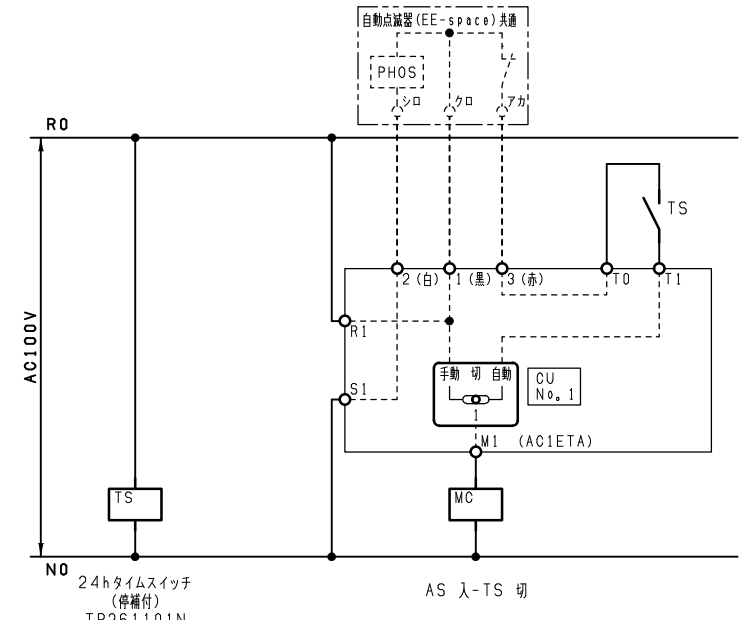 自動点滅器(EE-space)共通
PHOS
シロ
クロ
アカ
R0
TS
2(白)
1(黒)
3(赤)
T0
T1
AC100V
R1
手動 切 自動
CU
No. 1
S1
1
M1 (AC1ETA)
TS
MC
N0
24hタイムスイッチ
(停補付)
TB261101N
AS 入-TS 切